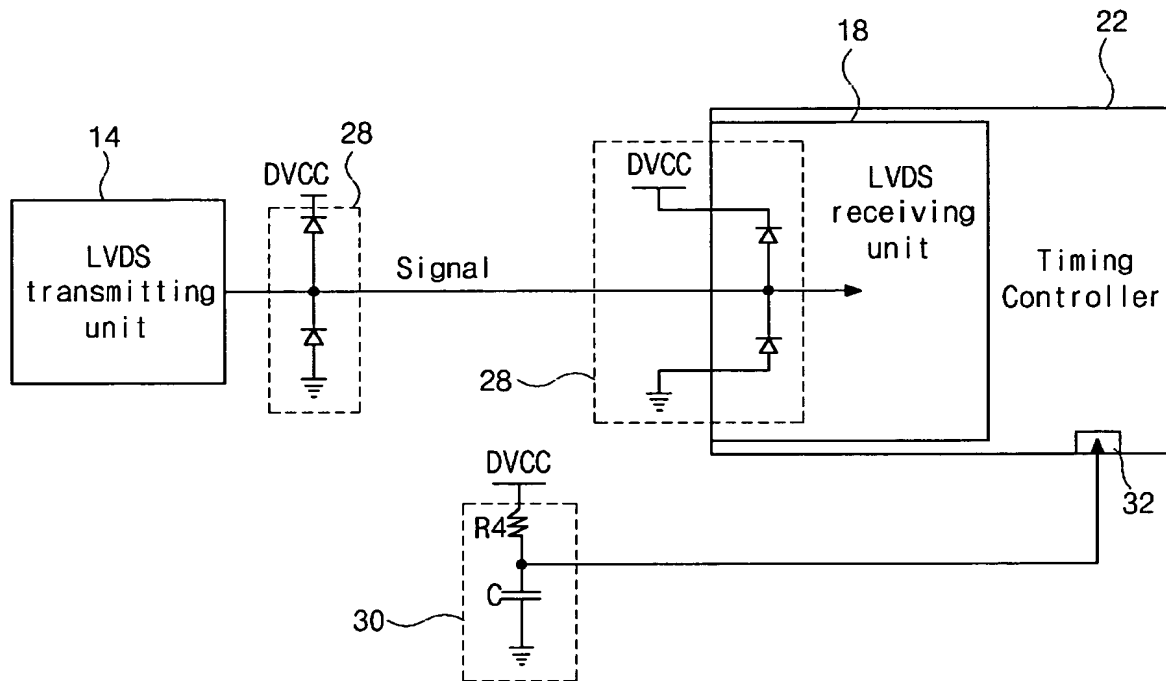 22
18
14
28
DVCC
DVCC
LVDS
receiving
unit
LVDS
transmitting
unit
Signal
Timing
Controller
28
DVCC
32
R4
C
30